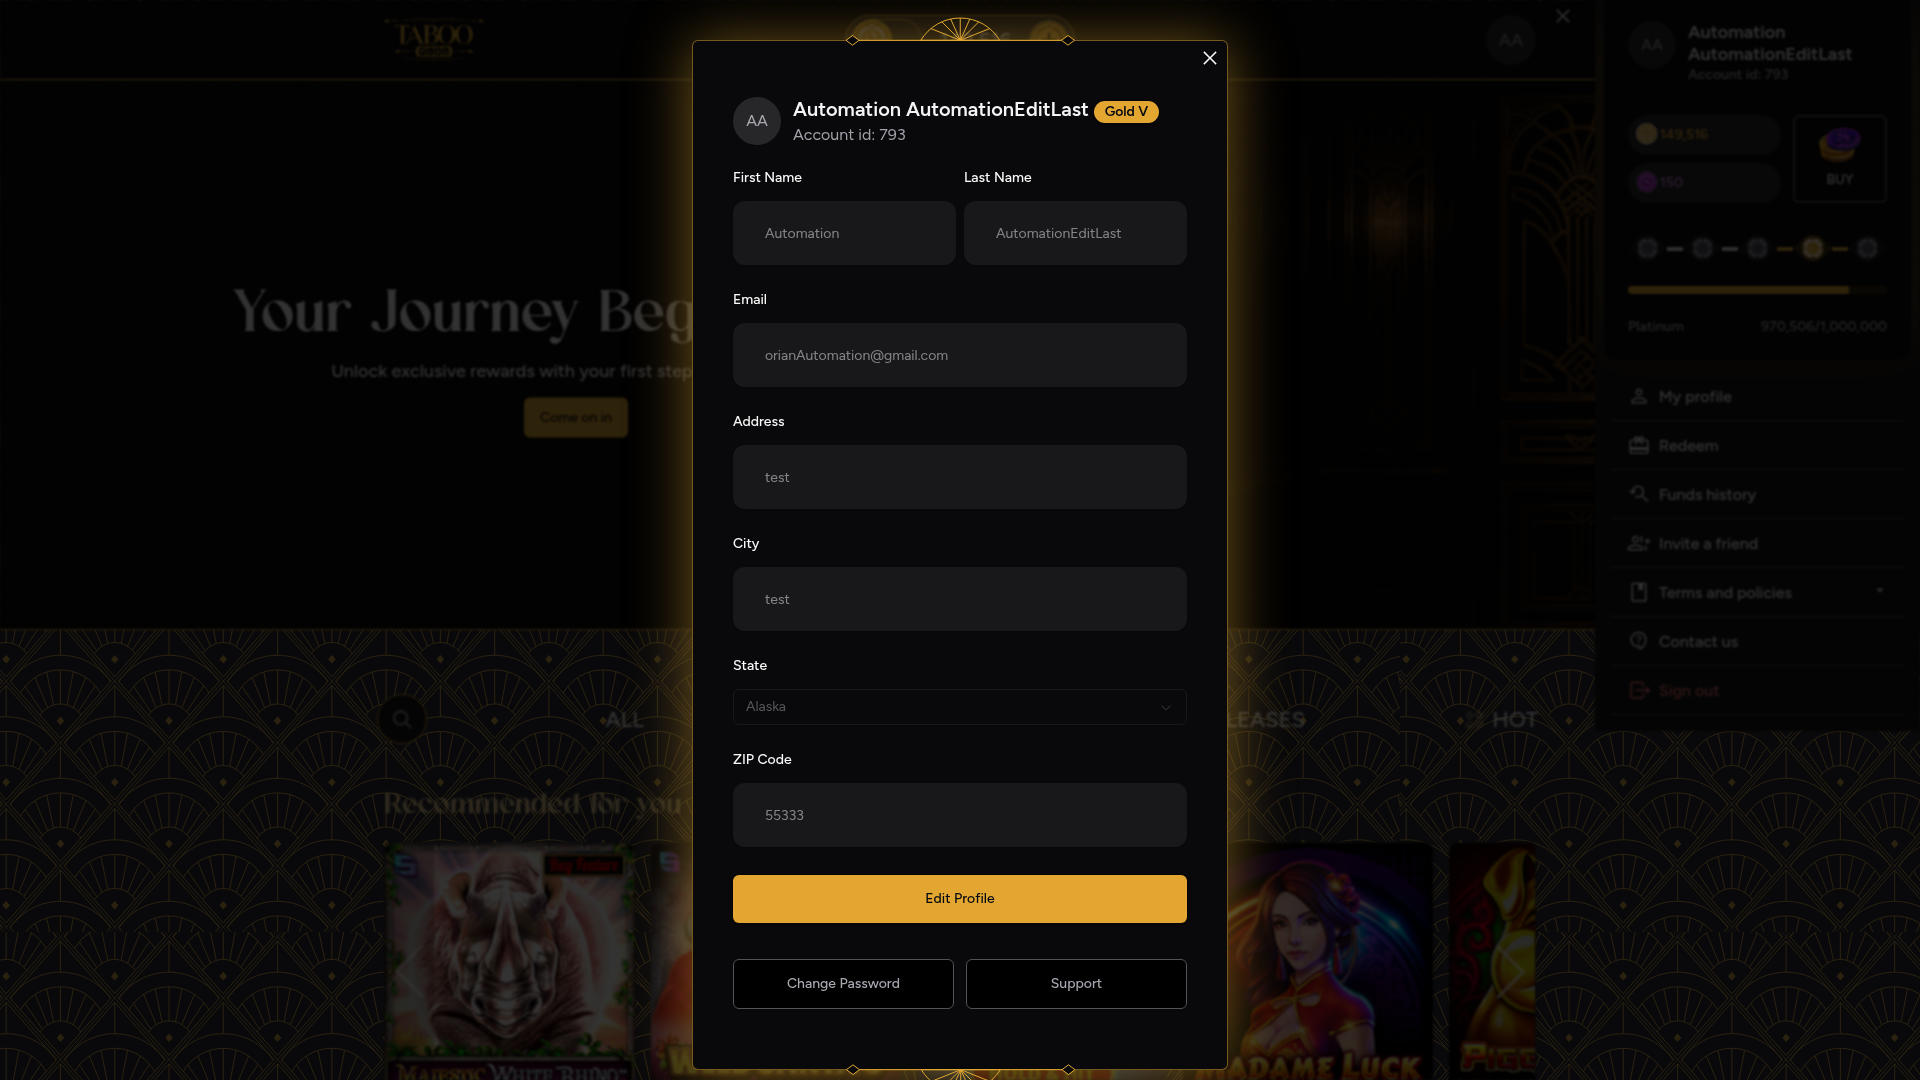 TABOO
AA
Automation
AutomationEditLast
Account id: 793
AA
149,516
150
BUY
Platinum
970,506/1,000,000
My profile
Redeem
Funds history
Invite a friend
Terms and policies
Contact us
Sign out
Your Journey Beg
Unlock exclusive rewards with your first step
Come on in
AA
Automation AutomationEditLast
Gold V
Account id: 793
First Name
Last Name
Automation
AutomationEditLast
Email
orianAutomation@gmail.com
Address
test
City
test
State
Alaska
ZIP Code
55333
Edit Profile
Change Password
Support
ALL
LEASES
HOT
Recommended for you
Buy Feature
MAJESTIC WHITE RHINO
MADAME LUCK
PIGG